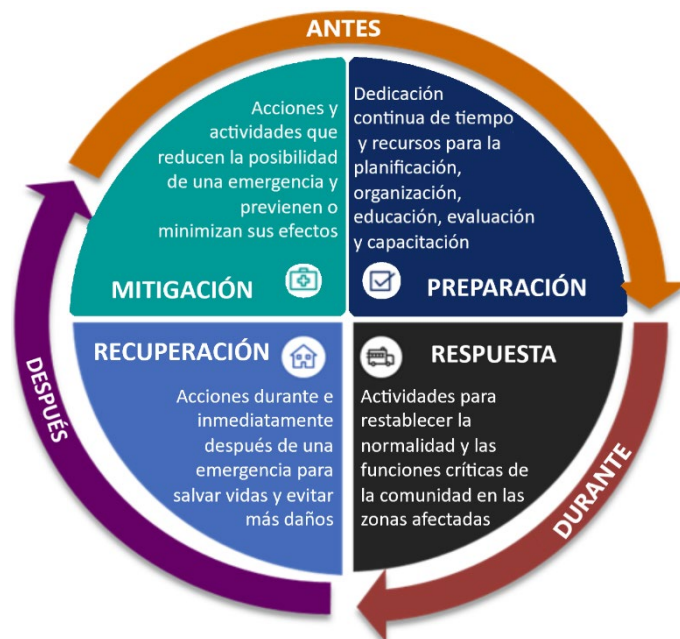 ANTES
Acciones y
actividades que
reducen la posibilidad
de una emergencia y
previenen o
minimizan sus efectos
MITIGACIÓN
Dedicación
continua de tiempo
y recursos para la
planificación,
organización,
educación, evaluación
y capacitación
PREPARACIÓN
RECUPERACIÓN
Acciones durante e
inmediatamente
después de una
emergencia para
salvar vidas y evitar
más daños
RESPUESTA
Actividades para
restablecer la
normalidad y las
funciones críticas de
la comunidad en las
zonas afectadas
DESPUÉS
DURANTE